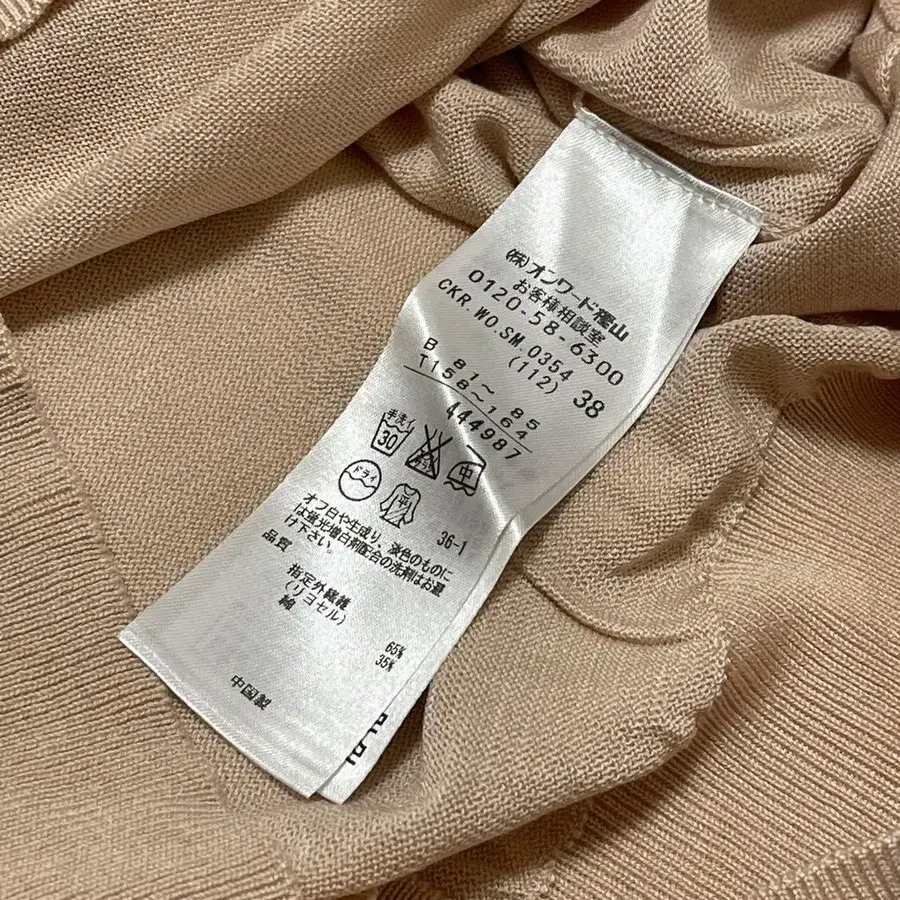 (株)オンワード樫山
お客様相談室
0120-58-6300
CKR.WO.SM.0354
(112) 38
B 81～ 85
T158～164
444987
手洗イ
30
中
ドライ
平
36-1
オフ白や生成り、淡色のものに
は蛍光増白剤配合の洗剤はお避
け下さい。
品質
指定外繊維
(リヨセル) 65%
綿 35%
中国製